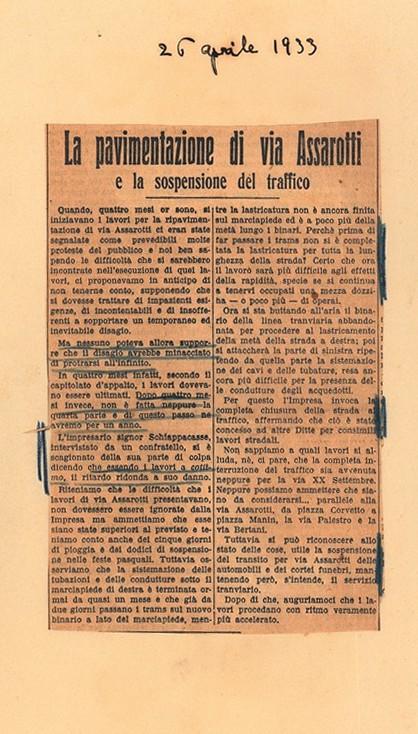 26 aprile 1933
La pavimentazione di via Assarotti
e la sospensione del traffico
Quando, quattro mesi or sono, si
iniziavano i lavori per la ripavimen-
tazione di via Assarotti ci eran state
segnalate come prevedibili molte
proteste del pubblico e noi ben sa-
pendo le difficoltà che si sarebbero
incontrate nell'esecuzione di quei la-
vori, ci proponevamo in anticipo di
non tenerne conto, supponendo che
si dovesse trattare di impazienti esi-
genze, di incontentabili e di insoffe-
renti a sopportare un temporaneo ed
inevitabile disagio.
Ma nessuno poteva allora suppor-
re che il disagio avrebbe minacciato
di protrarsi all'infinito.
In quattro mesi infatti, secondo il
capitolato d'appalto, i lavori doveva-
no essere ultimati. Dopo quattro me-
si invece, non è fatta neppure la
quarta parte e di questo passo ne
avremo per un anno.
L'impresario signor Schiappacasse,
intervistato da un confratello, si è
scagionato della sua parte di colpa
dicendo che essendo i lavori a cotti-
mo, il ritardo ridonda a suo danno.
Riteniamo che le difficoltà che i
lavori di via Assarotti presentavano,
non dovessero essere ignorate dalla
Impresa ma ammettiamo che esse
siano state superiori al previsto e te-
niamo conto anche dei cinque giorni
di pioggia e dei dodici di sospensio-
ne nelle feste pasquali. Tuttavia os-
serviamo che la sistemazione delle
tubazioni e delle condutture sotto il
marciapiede di destra è terminata or-
mai da quasi un mese e che già da
due giorni passano i trams sul nuovo
binario a lato del marciapiede, men-
tre la lastricatura non è ancora finita
sul marciapiede ed è a poco più della
metà lungo i binari. Perchè prima di
far passare i trams non si è comple-
tata la lastricatura per tutta la lun-
ghezza della strada? Certo che ora
il lavoro sarà più difficile agli effetti
della rapidità, specie se si continua
a tenervi occupati una mezza dozzi-
na — o poco più — di operai.
Ora si sta buttando all'aria il bi-
nario della linea tranviaria abbando-
nata per procedere al lastricamento
della metà della strada a destra; poi
si attaccherà la parte di sinistra ripe-
tendo da quella parte la sistemazio-
ne dei cavi e delle tubature, resa an-
cora più difficile per la presenza del-
le condutture degli acquedotti.
Per questo l'Impresa invoca la
completa chiusura della strada al
traffico, affermando che ciò è stato
concesso ad altre Ditte per consimili
lavori stradali.
Non sappiamo a quali lavori si al-
luda, nè, ci pare, che la completa in-
terruzione del traffico sia avvenuta
neppure per la via XX Settembre.
Neppure possiamo ammettere che sia-
no da considerarsi., parallele alla
via Assarotti, da piazza Corvetto a
piazza Manin, la via Palestro e la
via Bertani.
Tuttavia si può riconoscere allo
stato delle cose, utile la sospensione
del transito per via Assarotti delle
automobili e dei cortei funebri, man-
tenendo però, s'intende, il servizio
tranviario.
Dopo di che, auguriamoci che i la-
vori procedano con ritmo veramente
più accelerato.